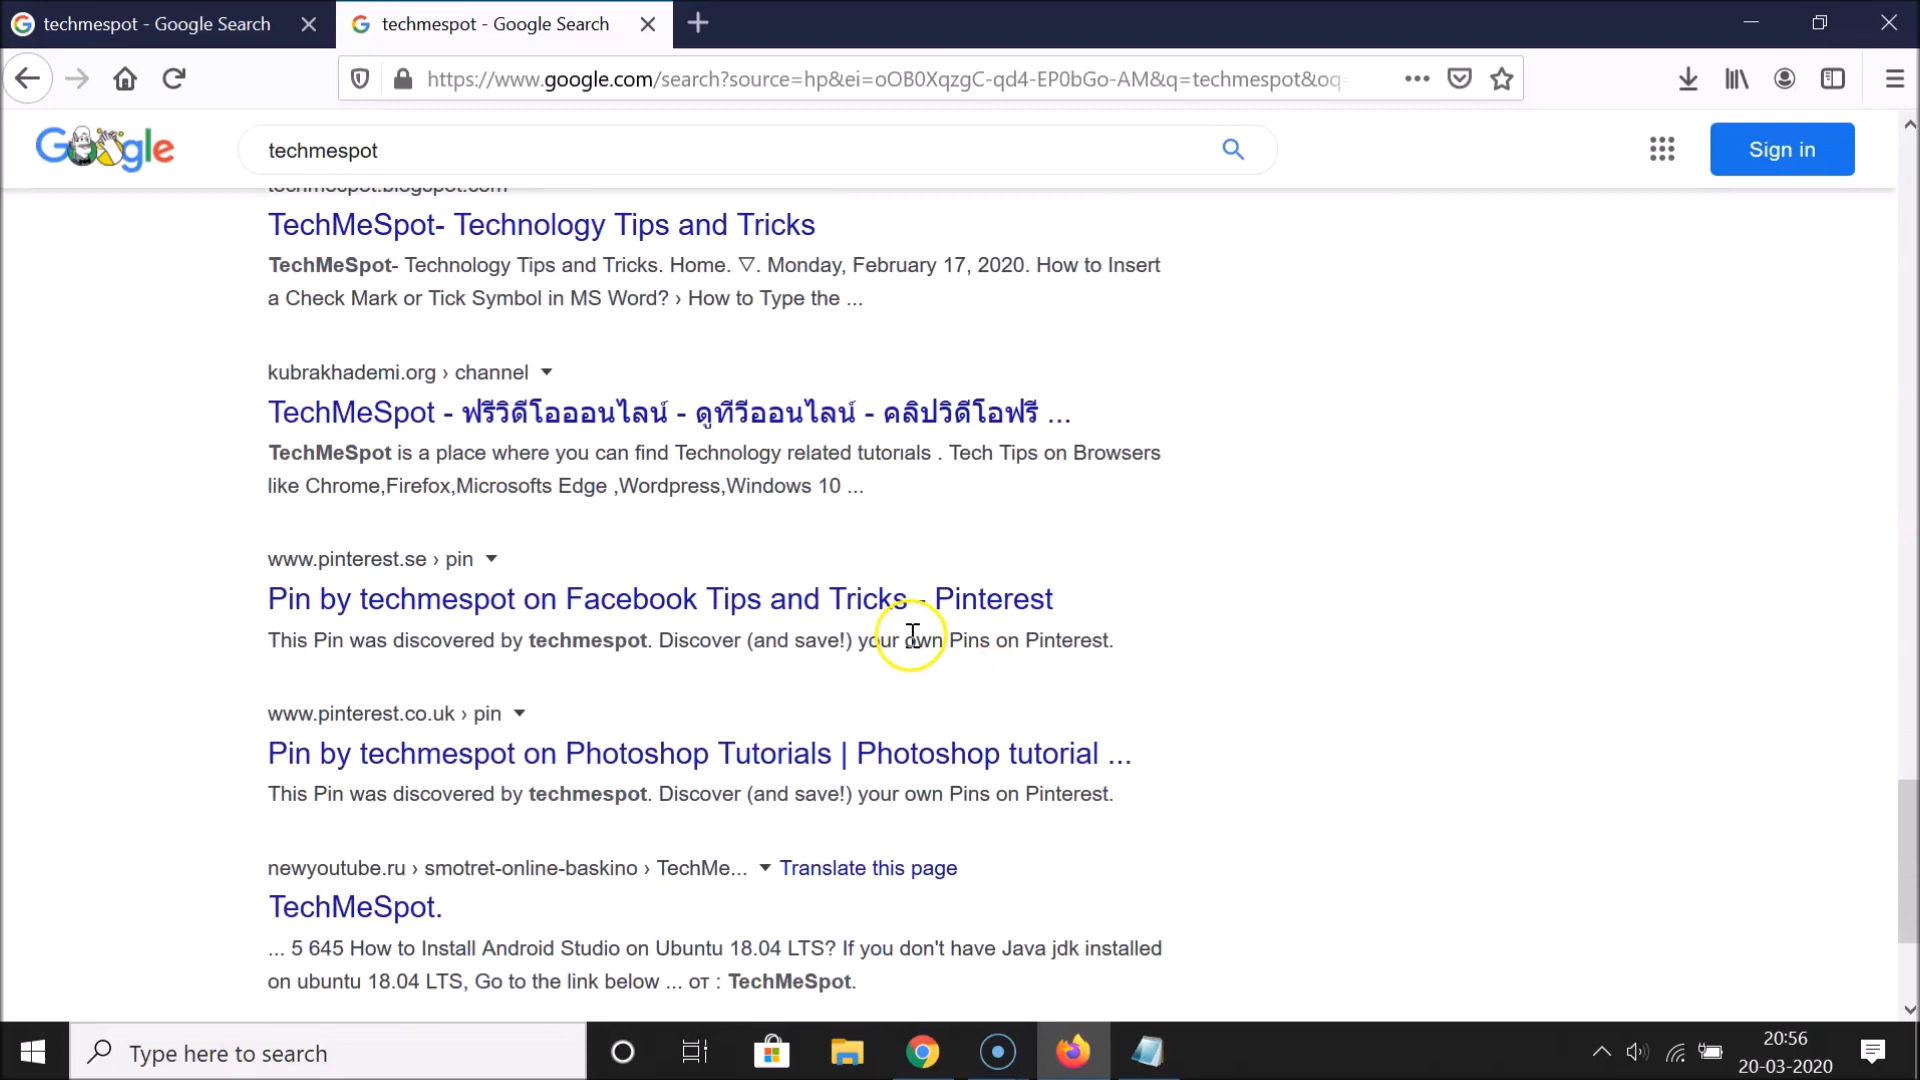 techmespot - Google Search
techmespot - Google Search
https://www.google.com/search?source=hp&ei=oOB0XqzgC-qd4-EP0bGo-AM&q=techmespot&oq=
Google
techmespot
Sign in
techmespot.blogspot.com
TechMeSpot- Technology Tips and Tricks
TechMeSpot- Technology Tips and Tricks. Home. ▽. Monday, February 17, 2020. How to Insert
a Check Mark or Tick Symbol in MS Word? › How to Type the ...
kubrakhademi.org › channel
TechMeSpot - ฟรีวิดีโอออนไลน์ - ดูทีวีออนไลน์ - คลิปวิดีโอฟรี ...
TechMeSpot is a place where you can find Technology related tutorıals . Tech Tips on Browsers
like Chrome,Firefox,Microsofts Edge ,Wordpress,Windows 10 ...
www.pinterest.se › pin
Pin by techmespot on Facebook Tips and Tricks - Pinterest
This Pin was discovered by techmespot. Discover (and save!) your own Pins on Pinterest.
www.pinterest.co.uk › pin
Pin by techmespot on Photoshop Tutorials | Photoshop tutorial ...
This Pin was discovered by techmespot. Discover (and save!) your own Pins on Pinterest.
newyoutube.ru › smotret-online-baskino › TechMe... Translate this page
TechMeSpot.
... 5 645 How to Install Android Studio on Ubuntu 18.04 LTS? If you don't have Java jdk installed
on ubuntu 18.04 LTS, Go to the link below ... от : TechMeSpot.
Type here to search
20:56
20-03-2020